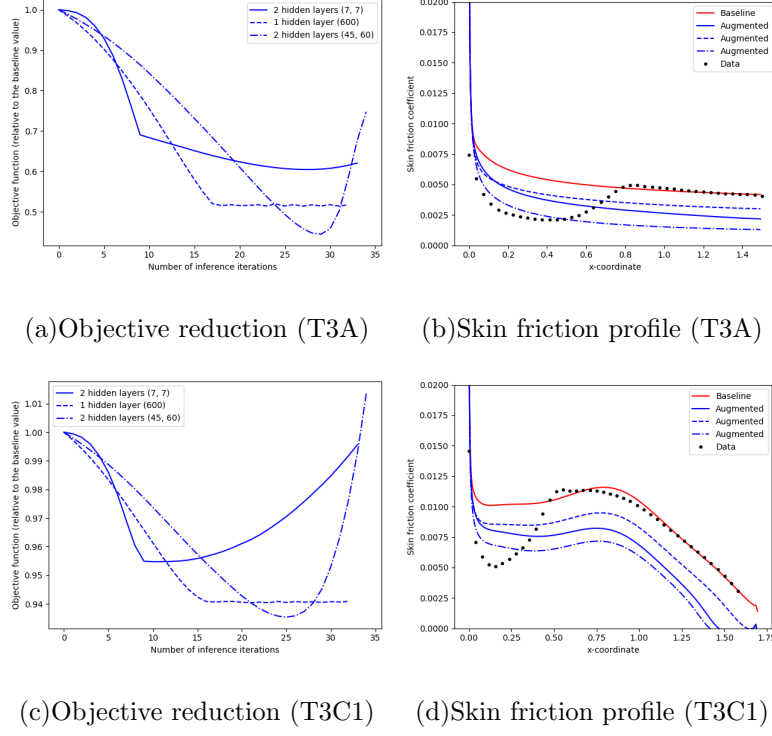 2 hidden layers (7, 7)
1 hidden layer (600)
2 hidden layers (45, 60)
1.0
0.9
0.8
0.7
0.6
0.5
0
5
10
15
20
25
30
35
Objective function (relative to the baseline value)
Number of inference iterations
Baseline
Augmented
Augmented
Augmented
Data
0.0200
0.0175
0.0150
0.0125
0.0100
0.0075
0.0050
0.0025
0.0000
0.0
0.2
0.4
0.6
0.8
1.0
1.2
1.4
Skin friction coefficient
x-coordinate
(a)Objective reduction (T3A)
(b)Skin friction profile (T3A)
2 hidden layers (7, 7)
1 hidden layer (600)
2 hidden layers (45, 60)
1.01
1.00
0.99
0.98
0.97
0.96
0.95
0.94
0
5
10
15
20
25
30
35
Objective function (relative to the baseline value)
Number of inference iterations
Baseline
Augmented
Augmented
Augmented
Data
0.0200
0.0175
0.0150
0.0125
0.0100
0.0075
0.0050
0.0025
0.0000
0.00
0.25
0.50
0.75
1.00
1.25
1.50
1.75
Skin friction coefficient
x-coordinate
(c)Objective reduction (T3C1)
(d)Skin friction profile (T3C1)